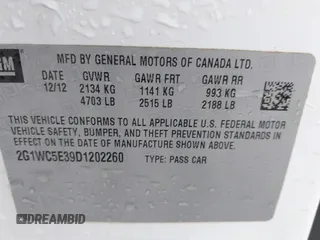 GM
MFD BY GENERAL MOTORS OF CANADA LTD.
DATE GVWR GAWR FRT GAWR RR
12/12 2134 KG 1141 KG 993 KG
4703 LB 2515 LB 2188 LB
THIS VEHICLE CONFORMS TO ALL APPLICABLE U.S. FEDERAL MOTOR
VEHICLE SAFETY, BUMPER, AND THEFT PREVENTION STANDARDS
IN EFFECT ON THE DATE OF MANUFACTURE SHOWN ABOVE.
2G1WC5E39D1202260 TYPE: PASS CAR
DREAMBID